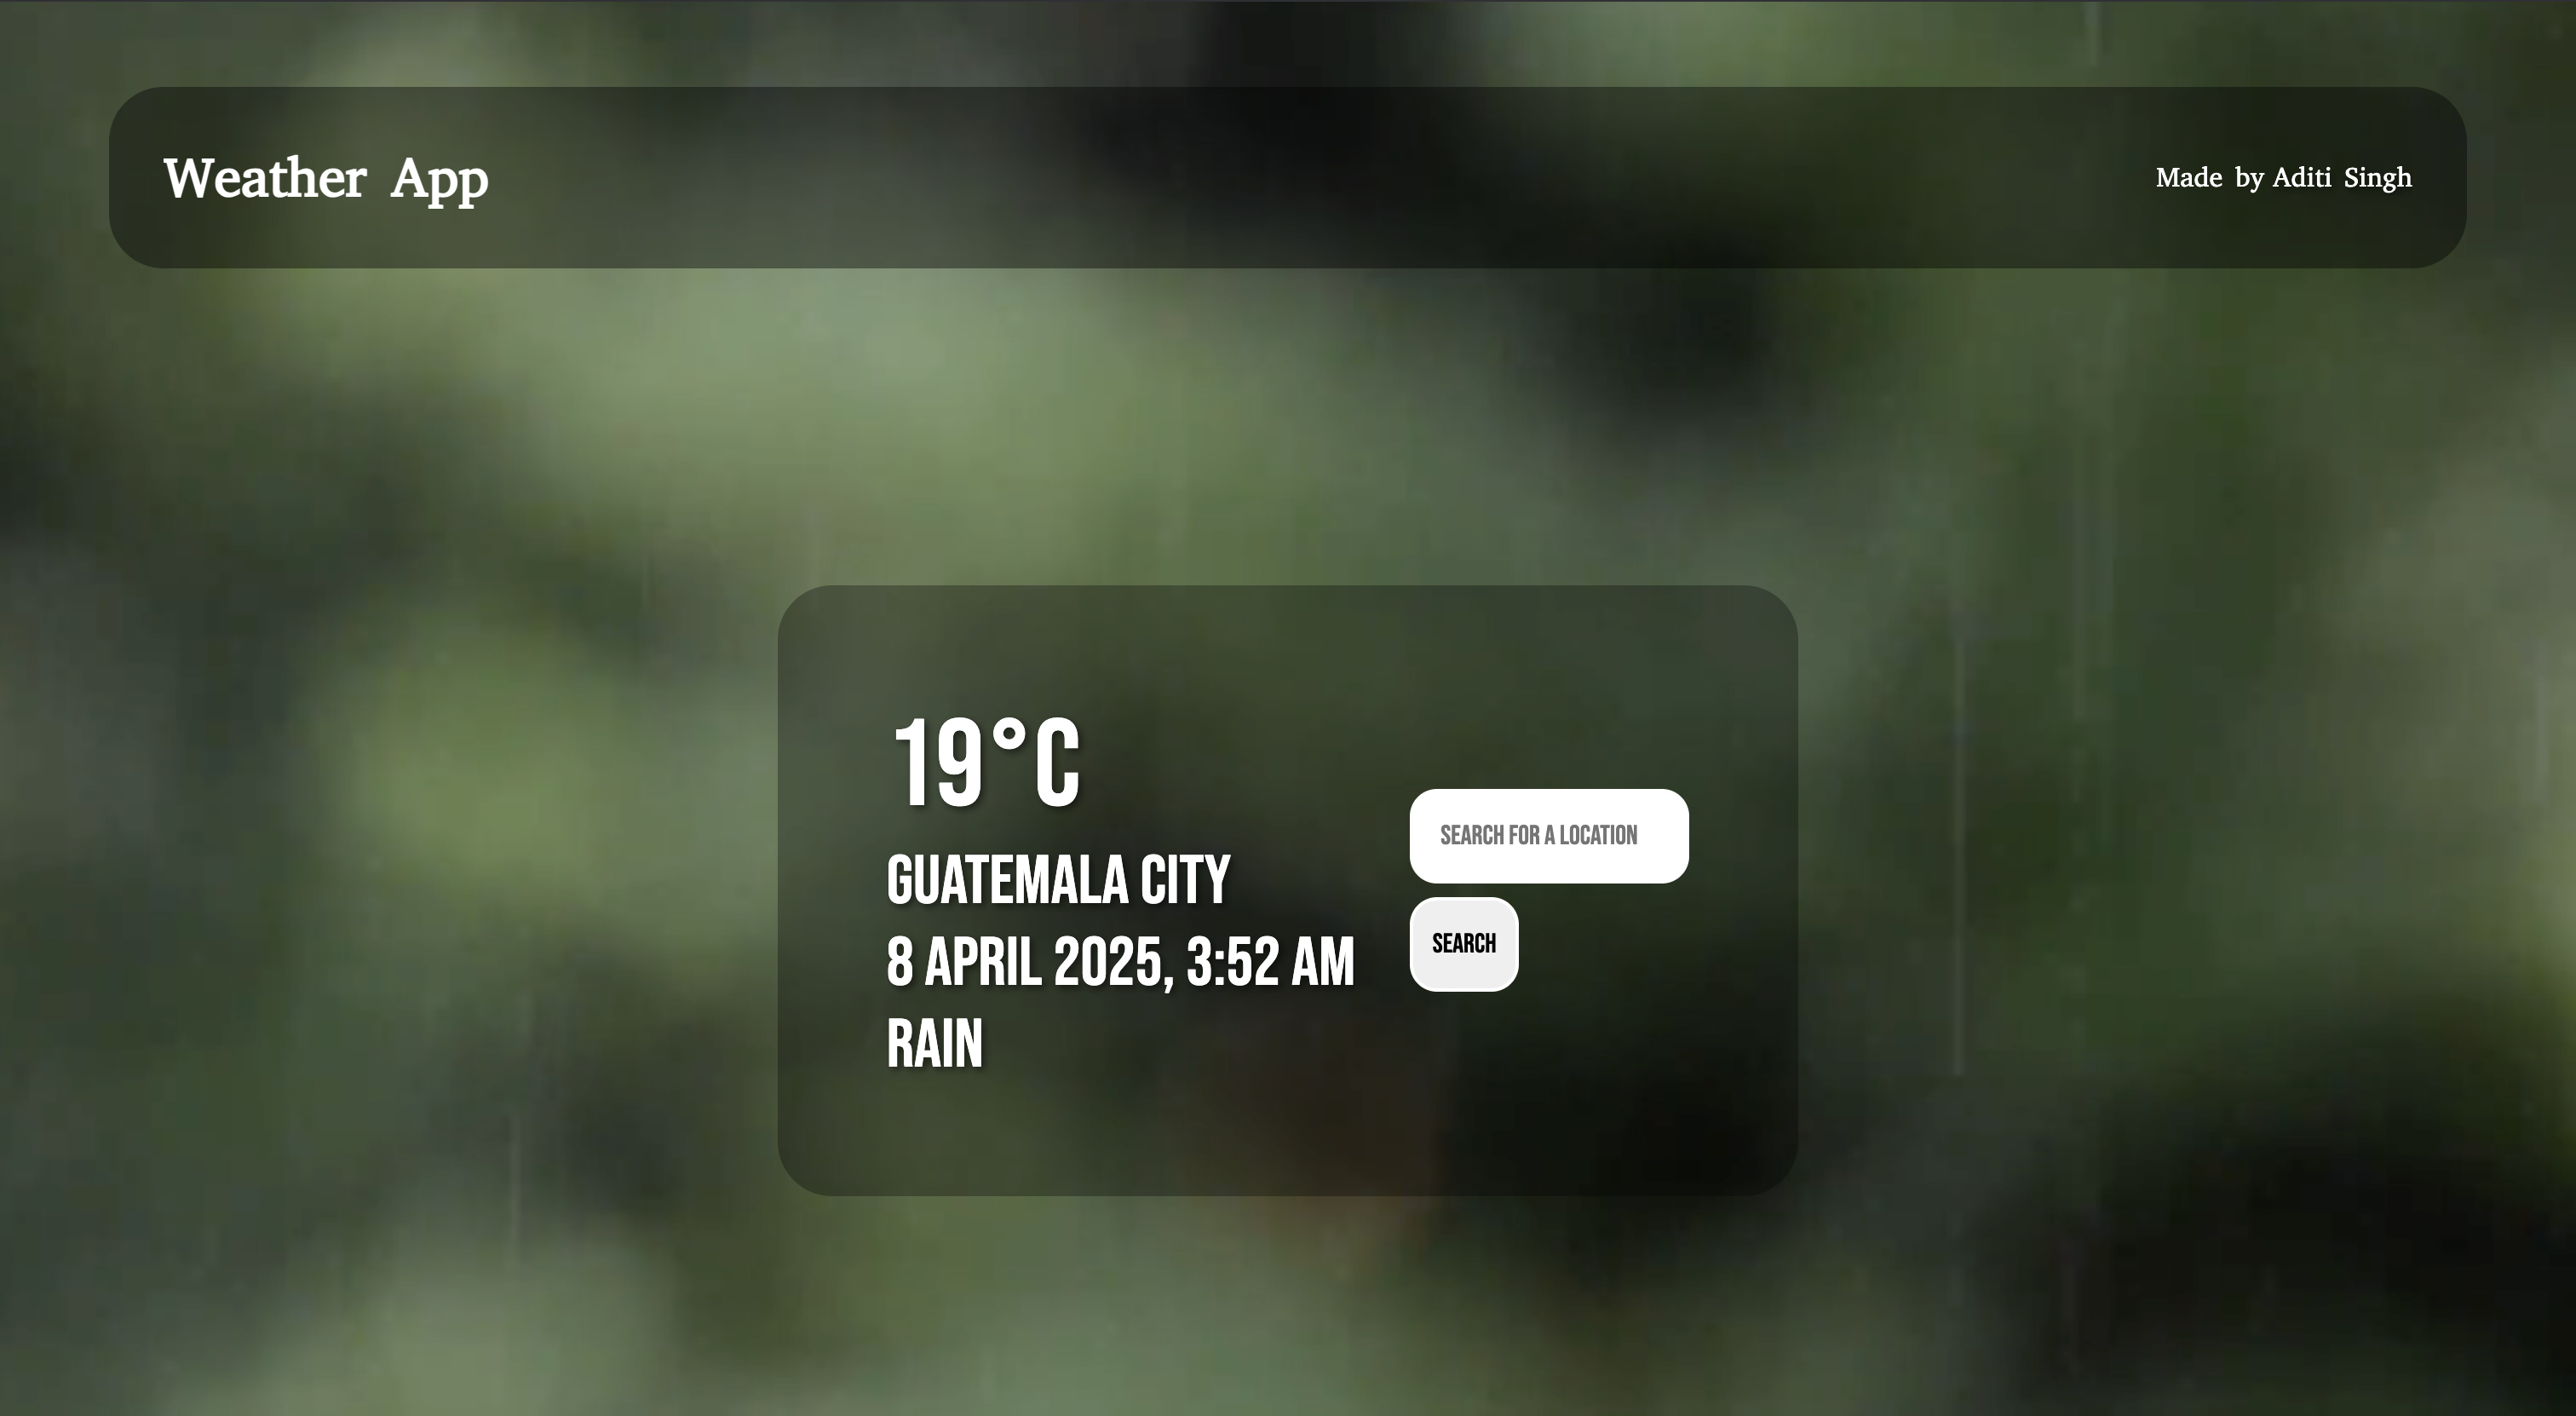 Weather App
Made by Aditi Singh
19°C
GUATEMALA CITY
8 APRIL 2025, 3:52 AM
RAIN
SEARCH FOR A LOCATION
SEARCH